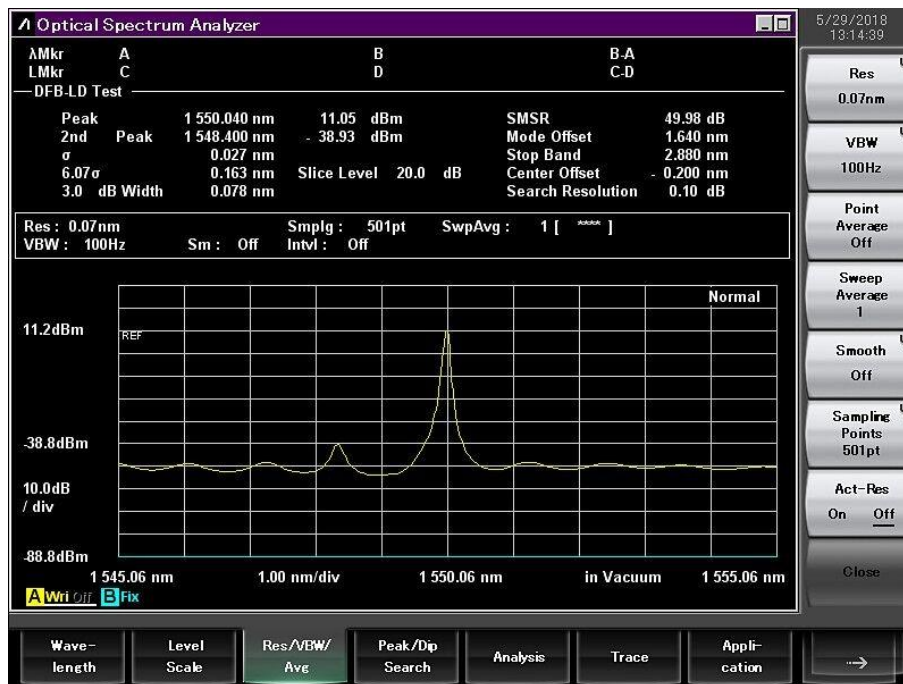 Optical Spectrum Analyzer
5/29/2018
13:14:39
λMkr A B B-A
LMkr C D C-D
DFB-LD Test
Peak 1 550.040 nm 11.05 dBm SMSR 49.98 dB
2nd Peak 1 548.400 nm - 38.93 dBm Mode Offset 1.640 nm
σ 0.027 nm Stop Band 2.880 nm
6.07σ 0.163 nm Slice Level 20.0 dB Center Offset - 0.200 nm
3.0 dB Width 0.078 nm Search Resolution 0.10 dB
Res : 0.07nm Smplg : 501pt SwpAvg : 1 [ **** ]
VBW : 100Hz Sm : Off Intvl : Off
Normal
11.2dBm
REF
-38.8dBm
10.0dB
/ div
-88.8dBm
1 545.06 nm 1.00 nm/div 1 550.06 nm in Vacuum 1 555.06 nm
A Wri Off B Fix
Res
0.07nm
VBW
100Hz
Point
Average
Off
Sweep
Average
1
Smooth
Off
Sampling
Points
501pt
Act-Res
On Off
Close
Wave-
length
Level
Scale
Res/VBW/
Avg
Peak/Dip
Search
Analysis
Trace
Appli-
cation
→